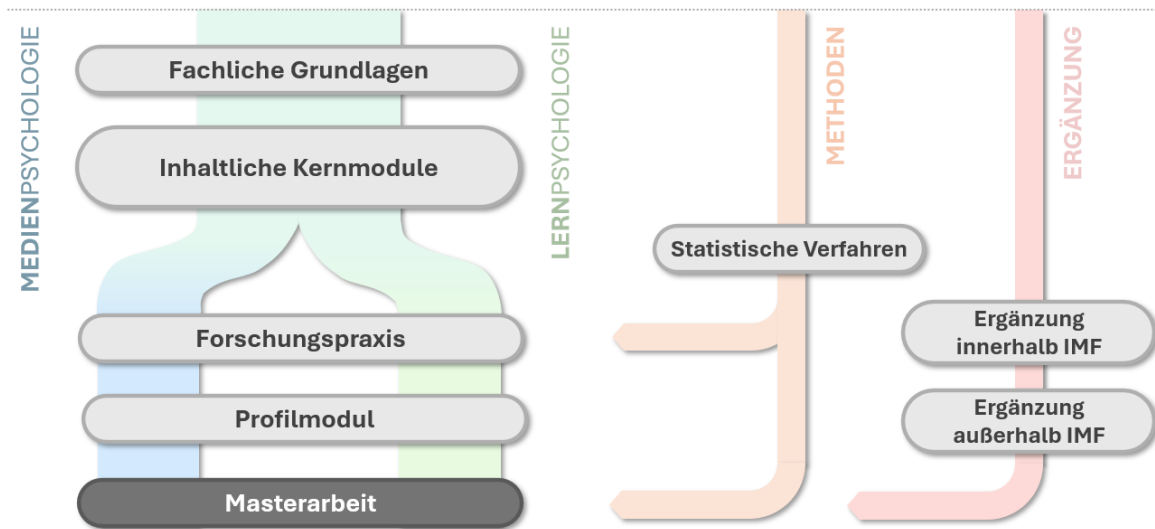 MEDIENPSYCHOLOGIE
Fachliche Grundlagen
Inhaltliche Kernmodule
Forschungspraxis
Profilmodul
Masterarbeit
LERNPSYCHOLOGIE
METHODEN
Statistische Verfahren
ERGÄNZUNG
Ergänzung
innerhalb IMF
Ergänzung
außerhalb IMF